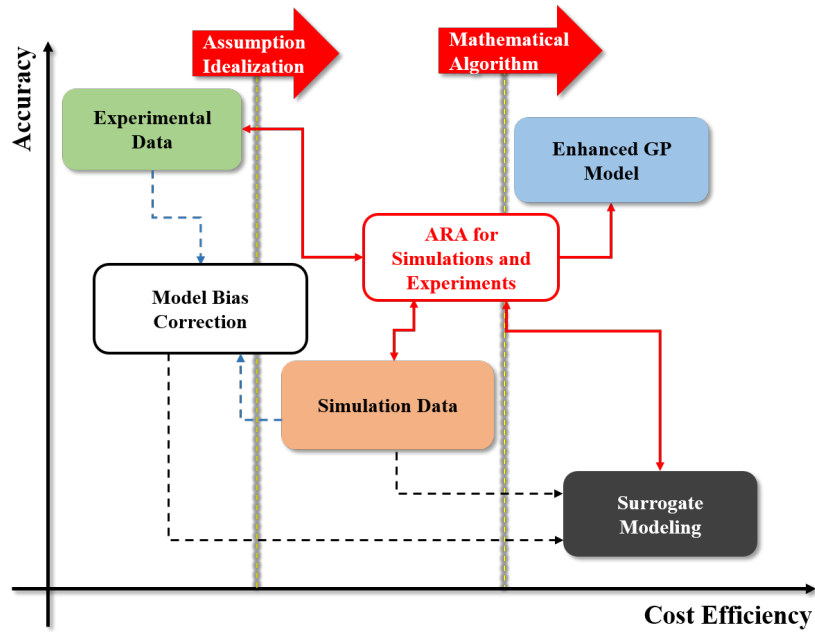 Assumption
Idealization
Mathematical
Algorithm
Accuracy
Experimental
Data
Enhanced GP
Model
ARA for
Simulations and
Experiments
Model Bias
Correction
Simulation Data
Surrogate
Modeling
Cost Efficiency